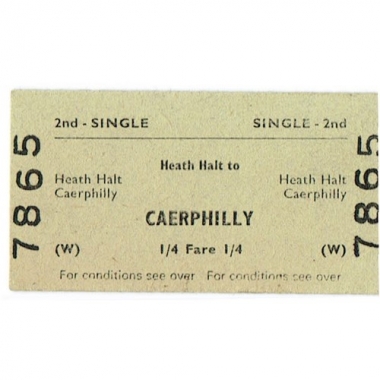 2nd - SINGLE SINGLE - 2nd
Heath Halt to
Heath Halt Heath Halt
Caerphilly Caerphilly
CAERPHILLY
(W) 1/4 Fare 1/4 (W)
For conditions see over For conditions see over
7865
7865